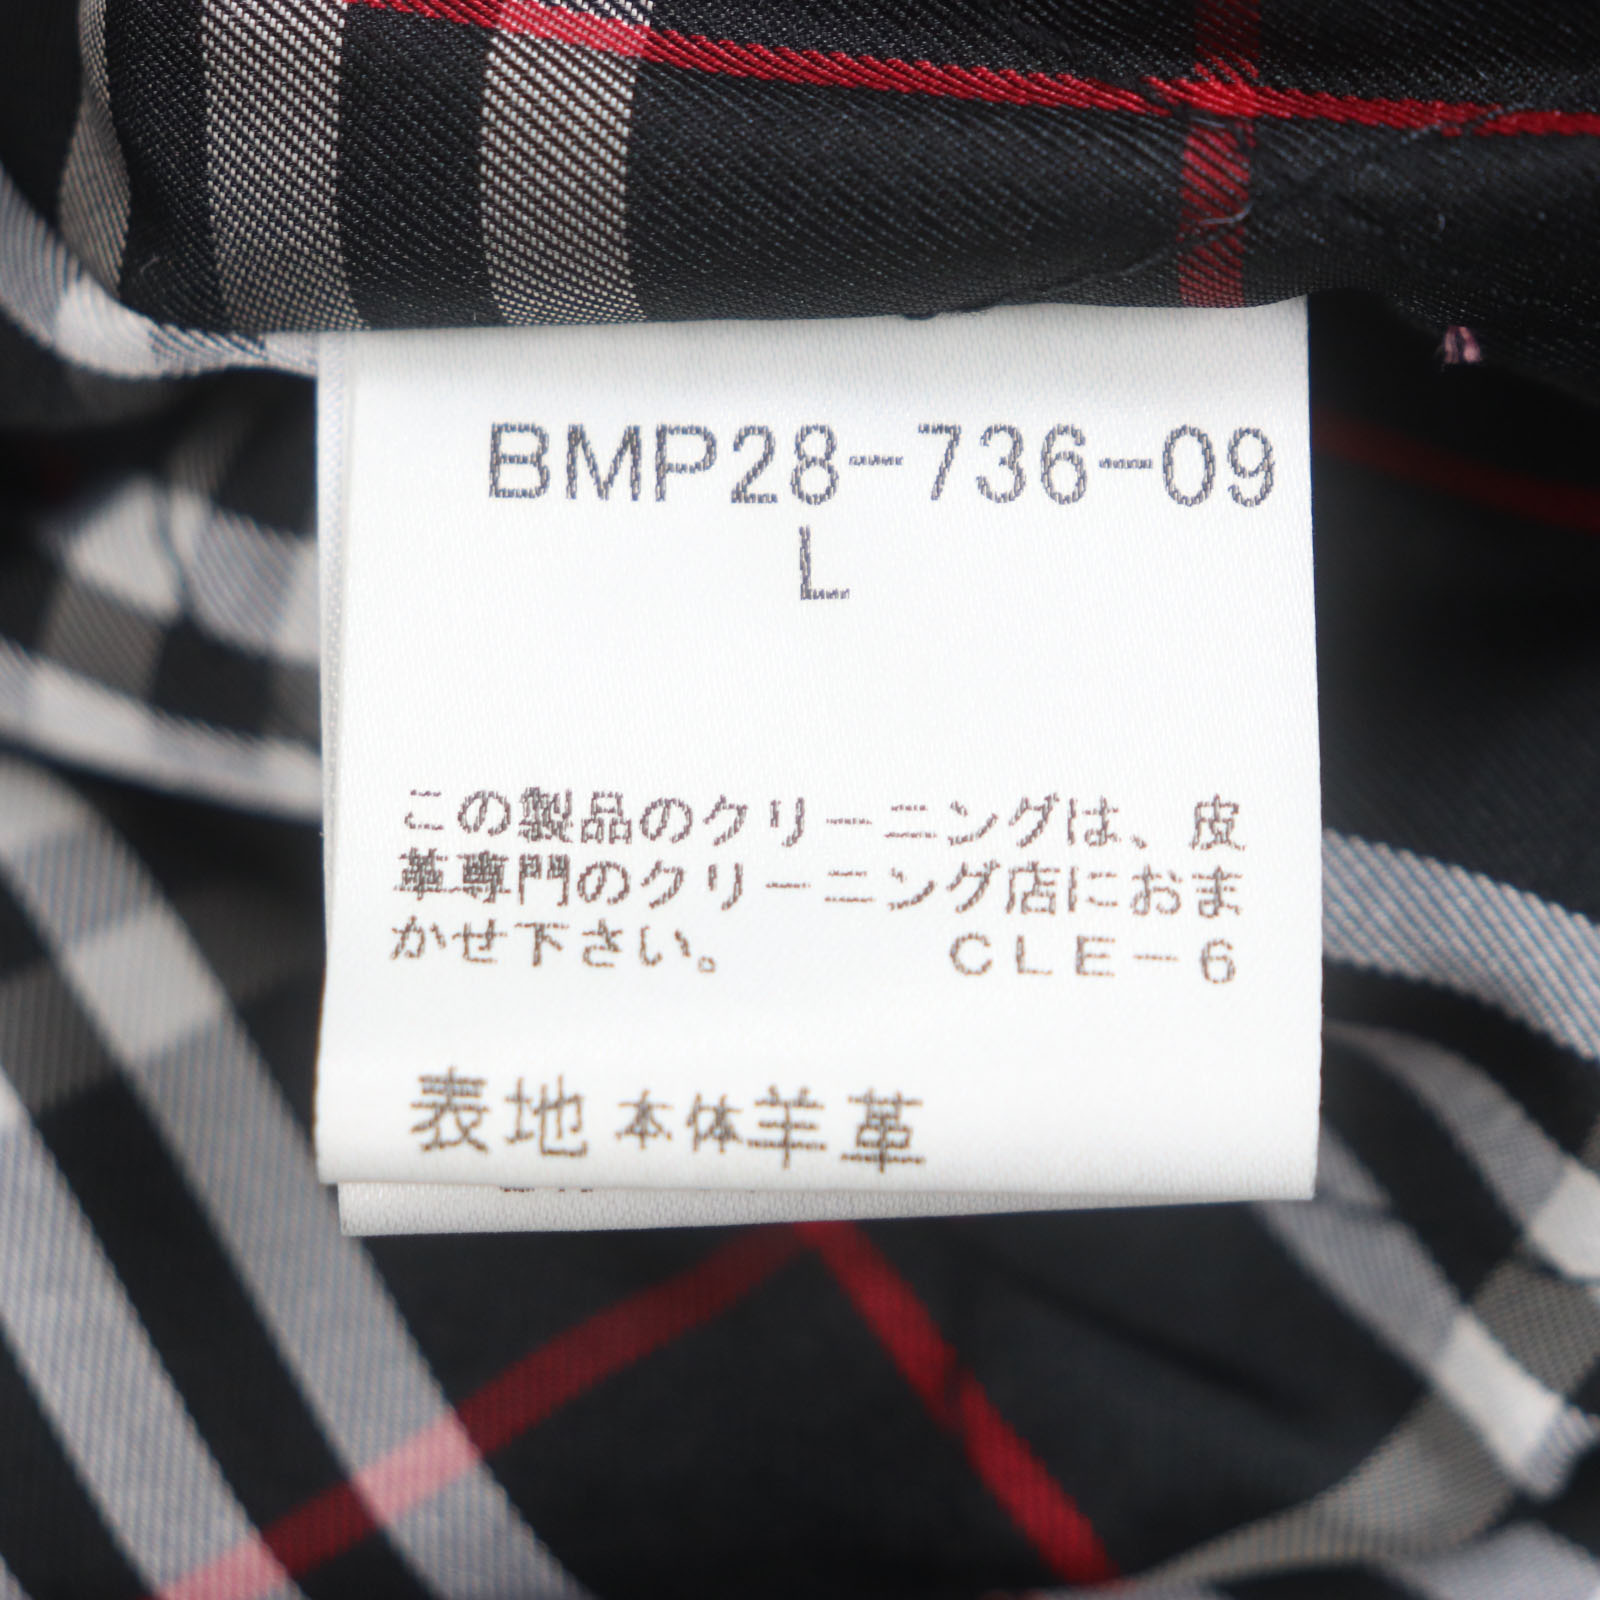 BMP28-736-09
L
この製品のクリーニングは、皮
革専門のクリーニング店におま
かせ下さい。 CLE-6
表地 本体羊革